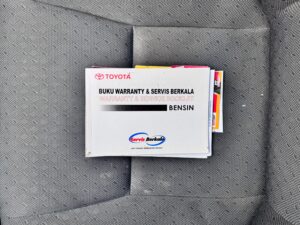 TOYOTA
BUKU WARRANTY & SERVIS BERKALA
WARRANTY & SERVICE BOOKLET
BENSIN
Servis Berkala